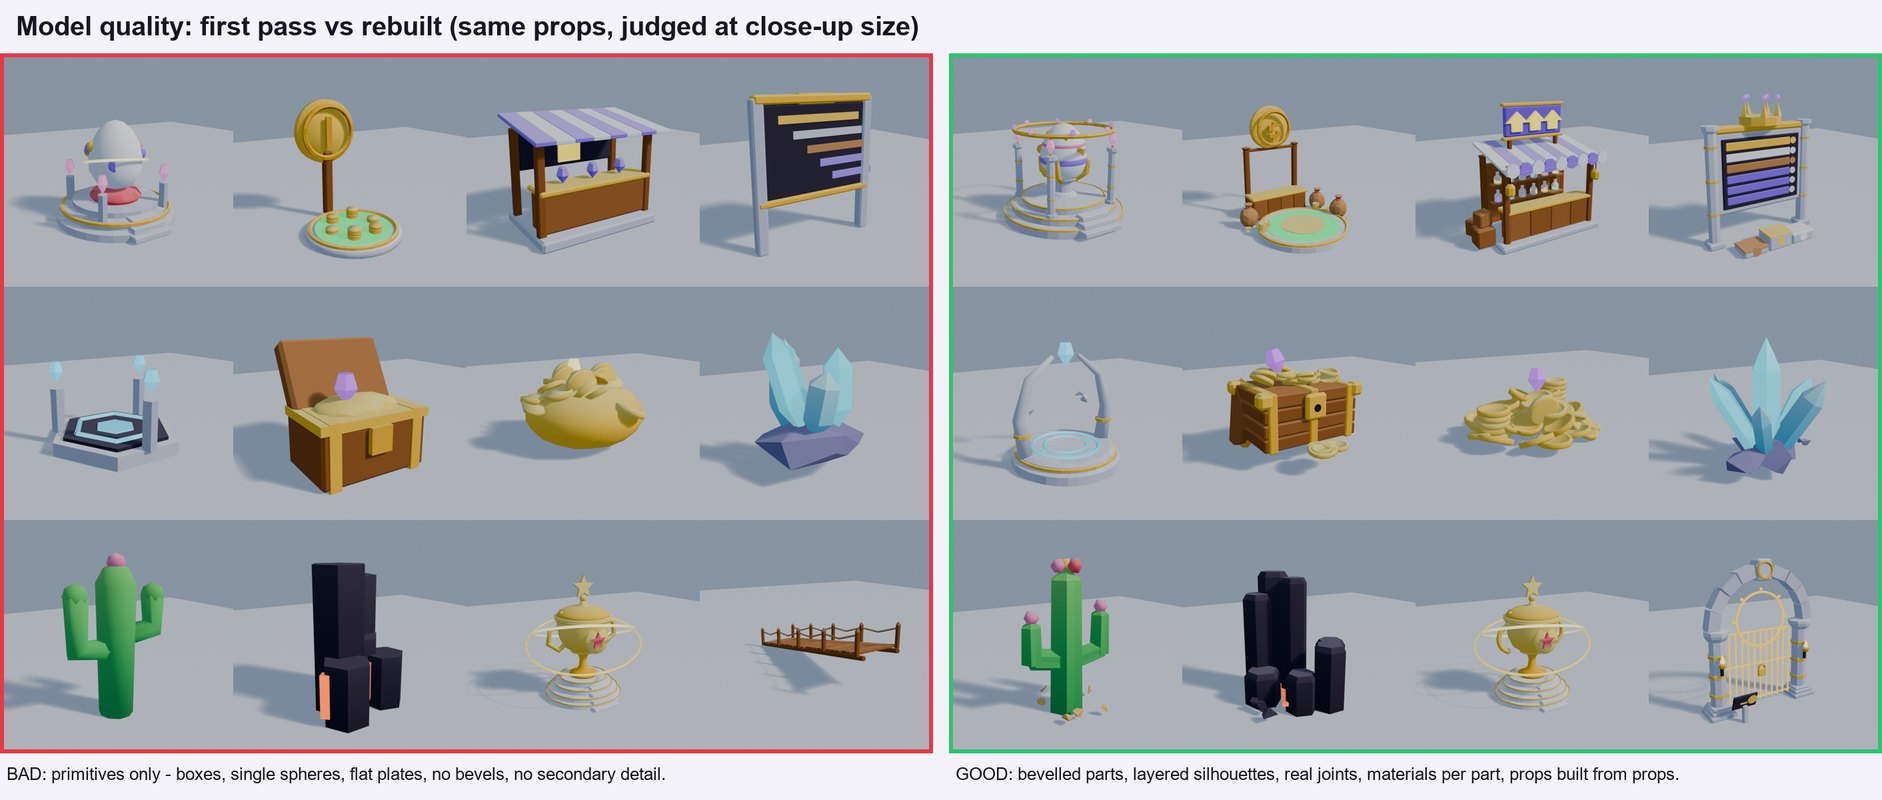 Model quality: first pass vs rebuilt (same props, judged at close-up size)
BAD: primitives only - boxes, single spheres, flat plates, no bevels, no secondary detail.
GOOD: bevelled parts, layered silhouettes, real joints, materials per part, props built from props.